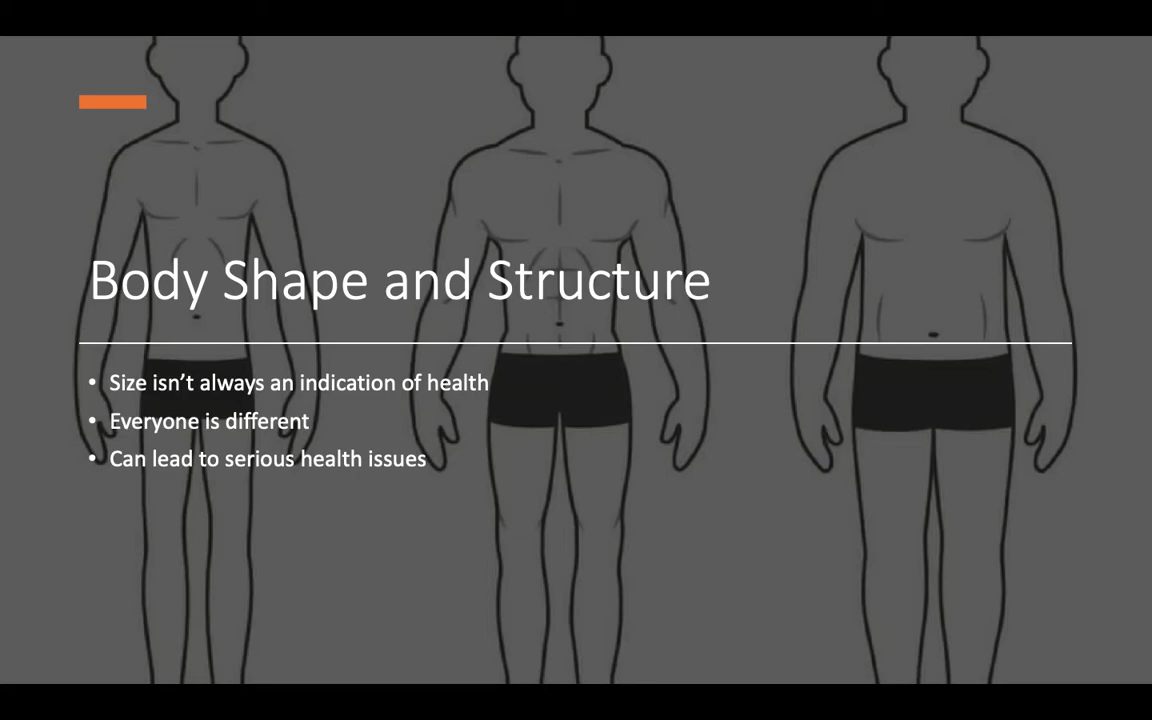 Body Shape and Structure
• Size isn’t always an indication of health
• Everyone is different
• Can lead to serious health issues